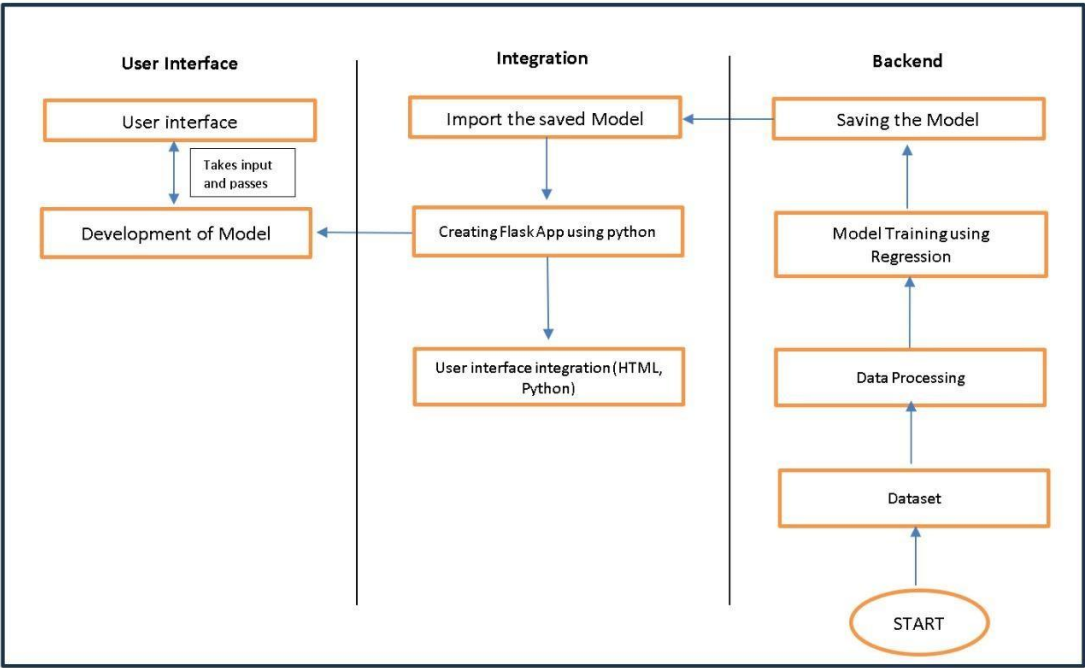 User Interface
User interface
Takes input
and passes
Development of Model
Integration
Import the saved Model
Creating Flask App using python
User interface integration (HTML,
Python)
Backend
Saving the Model
Model Training using
Regression
Data Processing
Dataset
START